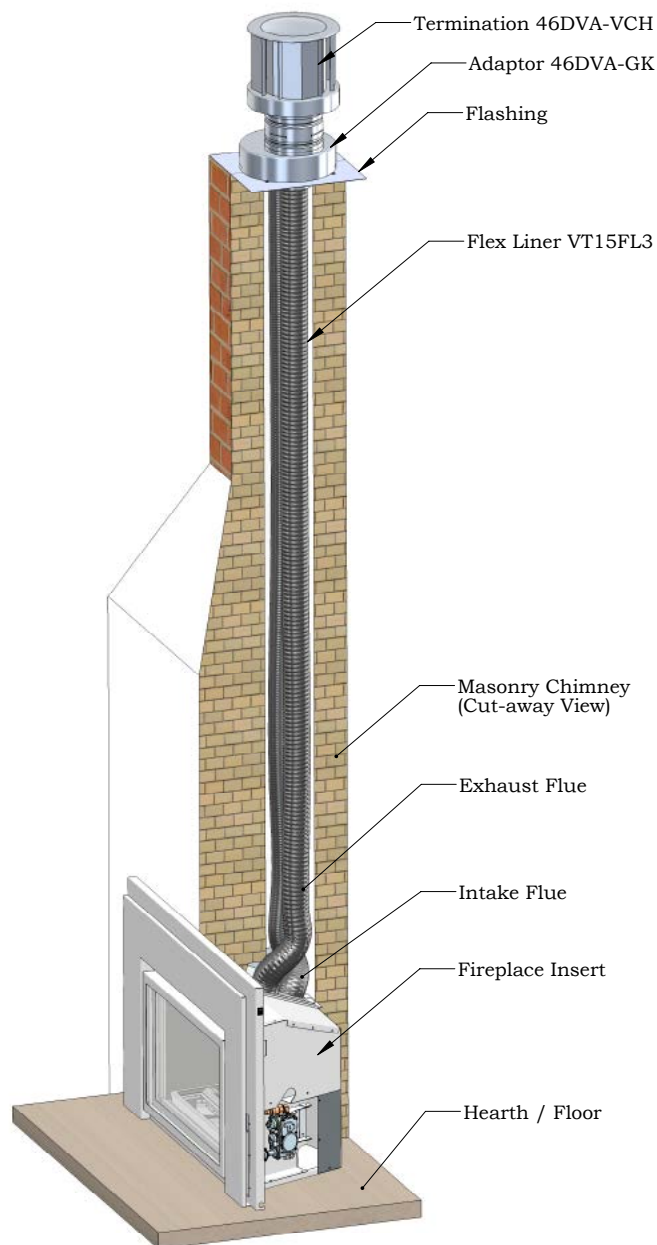 Termination 46DVA-VCH
Adaptor 46DVA-GK
Flashing
Flex Liner VT15FL3
Masonry Chimney
(Cut-away View)
Exhaust Flue
Intake Flue
Fireplace Insert
Hearth / Floor